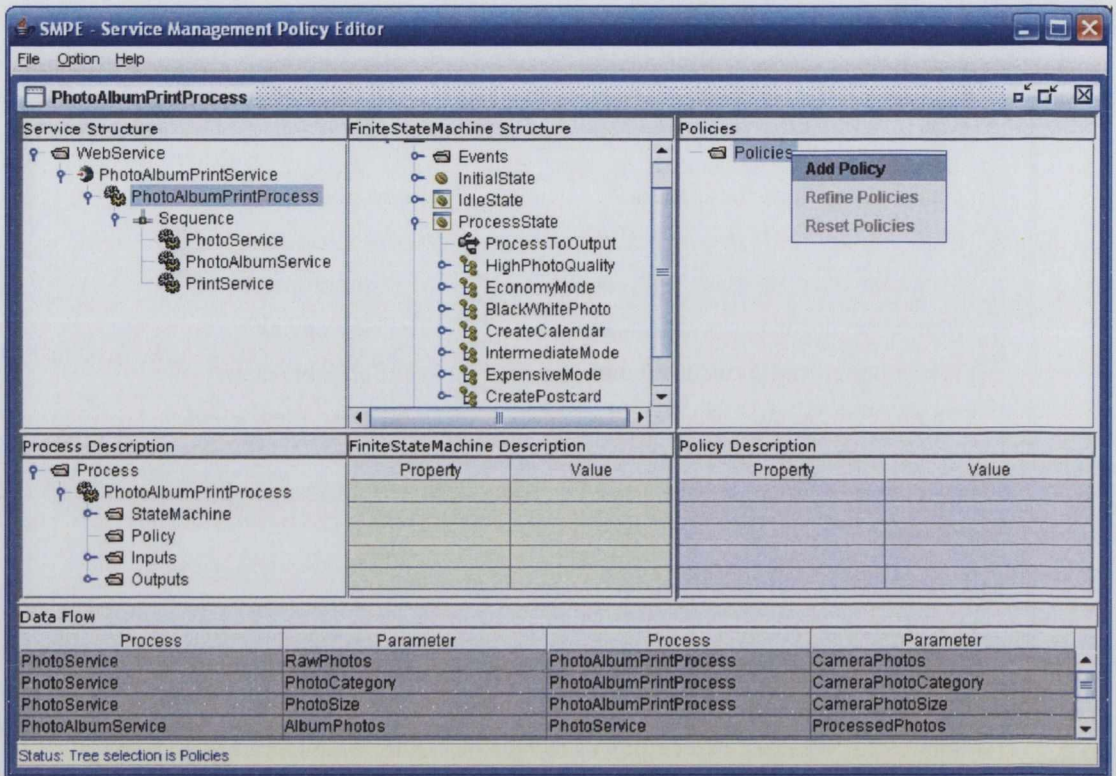 SMPE - Service Management Policy Editor
File Option Help
PhotoAlbumPrintProcess
Service Structure
WebService
PhotoAlbumPrintService
PhotoAlbumPrintProcess
Sequence
PhotoService
PhotoAlbumService
PrintService
FiniteStateMachine Structure
Events
InitialState
IdleState
ProcessState
ProcessToOutput
HighPhotoQuality
EconomyMode
BlackWhitePhoto
CreateCalendar
IntermediateMode
ExpensiveMode
CreatePostcard
Policies
Policies
Add Policy
Refine Policies
Reset Policies
Process Description
Process
PhotoAlbumPrintProcess
StateMachine
Policy
Inputs
Outputs
FiniteStateMachine Description
Property Value
Policy Description
Property Value
Data Flow
Process Parameter Process Parameter
PhotoService RawPhotos PhotoAlbumPrintProcess CameraPhotos
PhotoService PhotoCategory PhotoAlbumPrintProcess CameraPhotoCategory
PhotoService PhotoSize PhotoAlbumPrintProcess CameraPhotoSize
PhotoAlbumService AlbumPhotos PhotoService ProcessedPhotos
Status: Tree selection is Policies